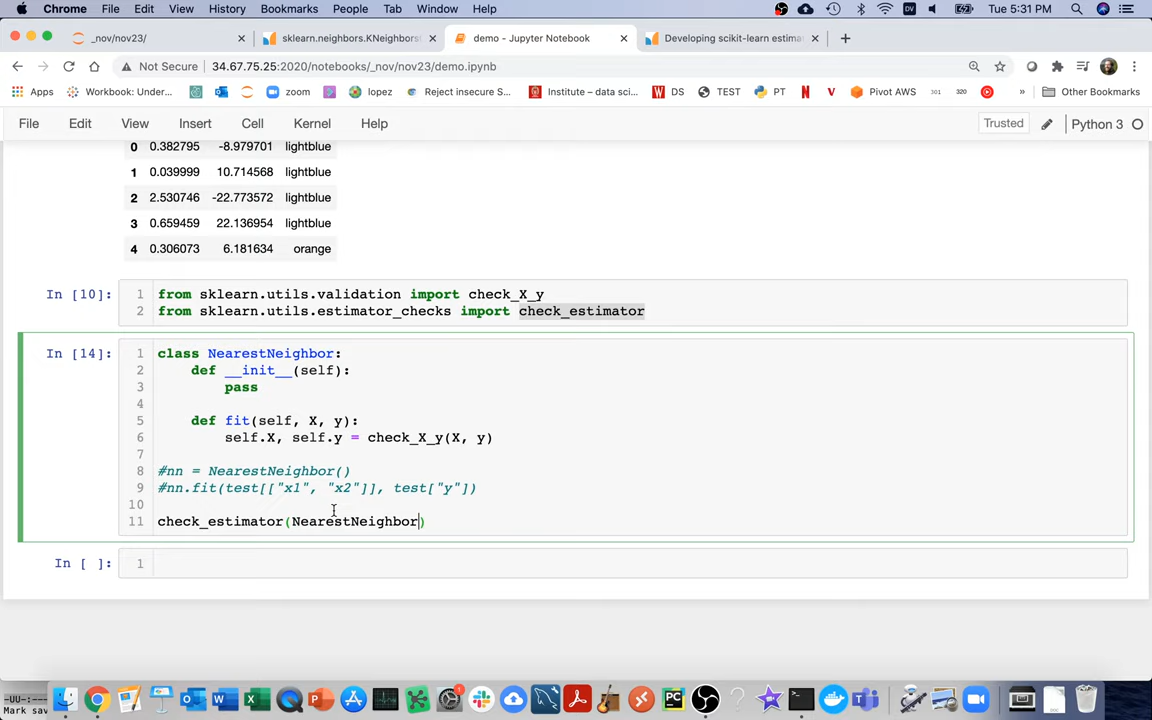 Chrome File Edit View History Bookmarks People Tab Window Help Tue 5:31 PM
_/nov/nov23/ sklearn.neighbors.KNeighborsC demo - Jupyter Notebook Developing scikit-learn estima
Not Secure 34.67.75.25:2020/notebooks/_nov/nov23/demo.ipynb
Apps Workbook: Under... zoom lopez Reject insecure S... Institute – data sci... DS TEST PT Pivot AWS Other Bookmarks
File Edit View Insert Cell Kernel Help Trusted Python 3
0 0.382795 -8.979701 lightblue
1 0.039999 10.714568 lightblue
2 2.530746 -22.773572 lightblue
3 0.659459 22.136954 lightblue
4 0.306073 6.181634 orange
In [10]: 1 from sklearn.utils.validation import check_X_y
2 from sklearn.utils.estimator_checks import check_estimator
In [14]: 1 class NearestNeighbor:
2 def __init__(self):
3 pass
4
5 def fit(self, X, y):
6 self.X, self.y = check_X_y(X, y)
7
8 #nn = NearestNeighbor()
9 #nn.fit(test[["x1", "x2"]], test["y"])
10
11 check_estimator(NearestNeighbor)
In [ ]: 1
-UU-:---
Mark sav